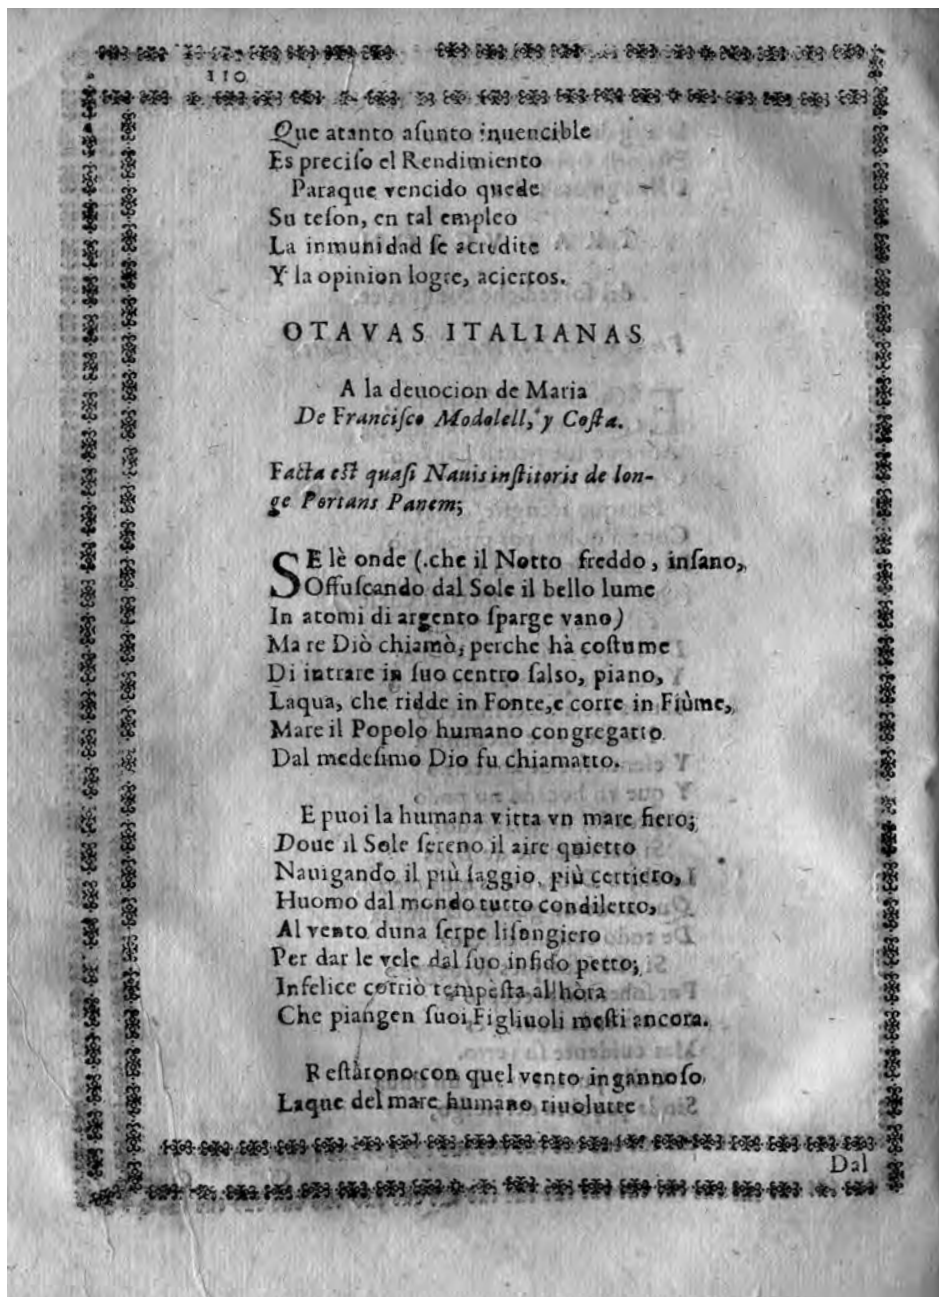 110
Que atanto aſunto inuencible
Es preciſo el Rendimiento
Paraque vencido quede
Su teſon, en tal empleo
La inmunidad ſe acredite
Y la opinion logre, aciertos.
OTAVAS ITALIANAS
A la deuocion de Maria
De Franciſco Modolell, y Coſta.
Facta eſt quaſi Nauis inſtitoris de lon-
ge Portans Panem;
SE lè onde (.che il Notto freddo, inſano,
Offuſcando dal Sole il bello lume
In atomi di argento ſparge vano)
Ma re Diò chiamò, perche hà coſtume
Di intrare in ſuo centro ſalso, piano,
Laqua, che ridde in Fonte,e corre in Fiùme,
Mare il Popolo humano congregatto
Dal medeſimo Dio fu chiamatto.
E puoi la humana vitta vn mare fiero;
Doue il Sole ſereno il aire quietto
Nauigando il più ſaggio, più certiero,
Huomo dal mondo tutto condiletto,
Al vento duna ſerpe liſongiero
Per dar le vele dal ſuo infido petto;
Infelice corriò tempèſta al'hòra
Che piangen ſuoi Figliuoli meſti ancora.
Reſtàrono con quel vento ingannoſo
Laque del mare humano riuolutte
Dal